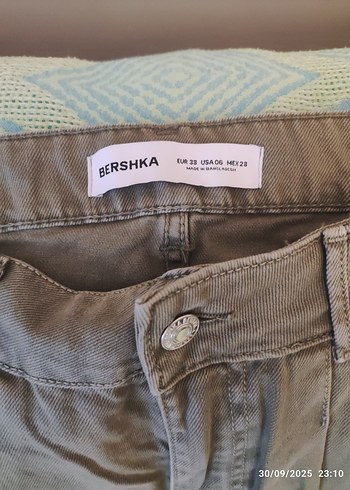 BERSHKA
EUR 38 USA 06 MEX 28
MADE IN BANGLADESH
30/09/2025 23:10